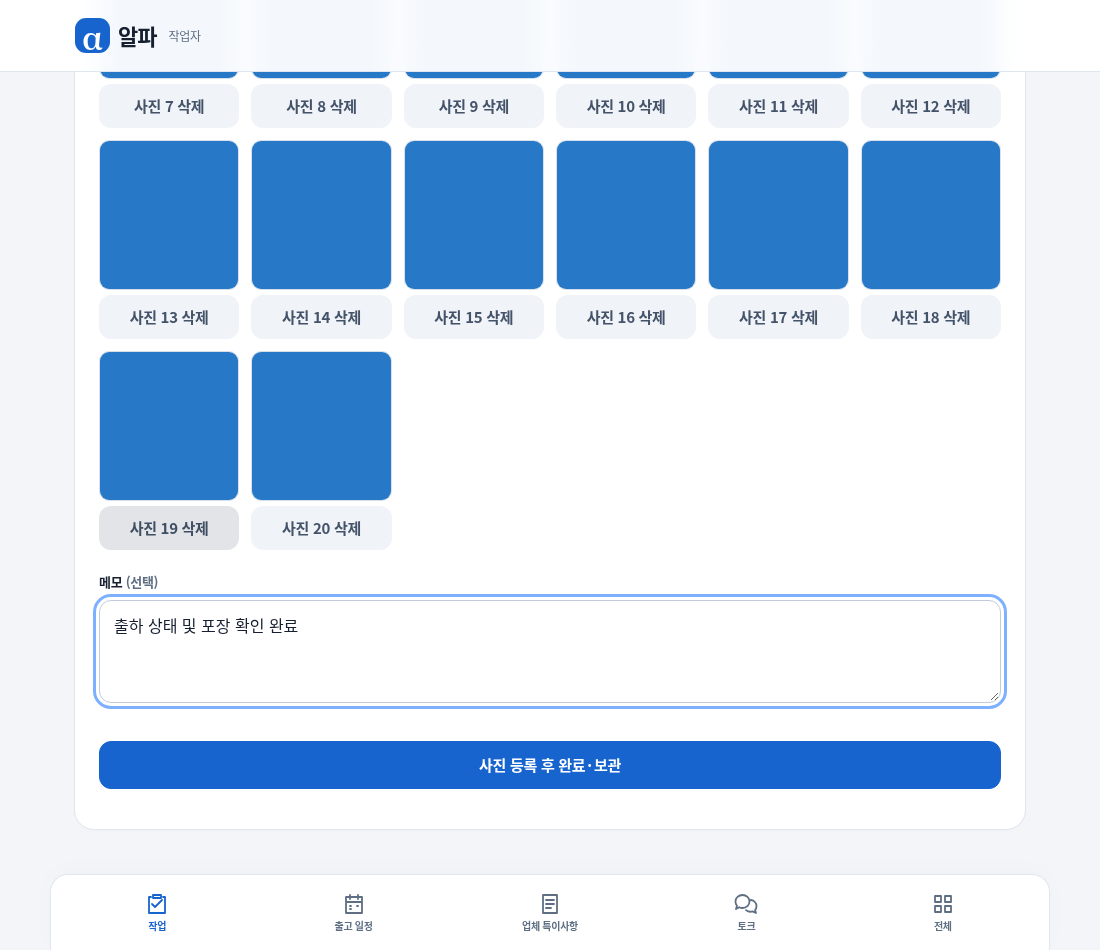 α 알파 작업자
사진 7 삭제 사진 8 삭제 사진 9 삭제 사진 10 삭제 사진 11 삭제 사진 12 삭제
사진 13 삭제 사진 14 삭제 사진 15 삭제 사진 16 삭제 사진 17 삭제 사진 18 삭제
사진 19 삭제 사진 20 삭제
메모 (선택)
출하 상태 및 포장 확인 완료
사진 등록 후 완료·보관
작업 출고 일정 업체 특이사항 토크 전체